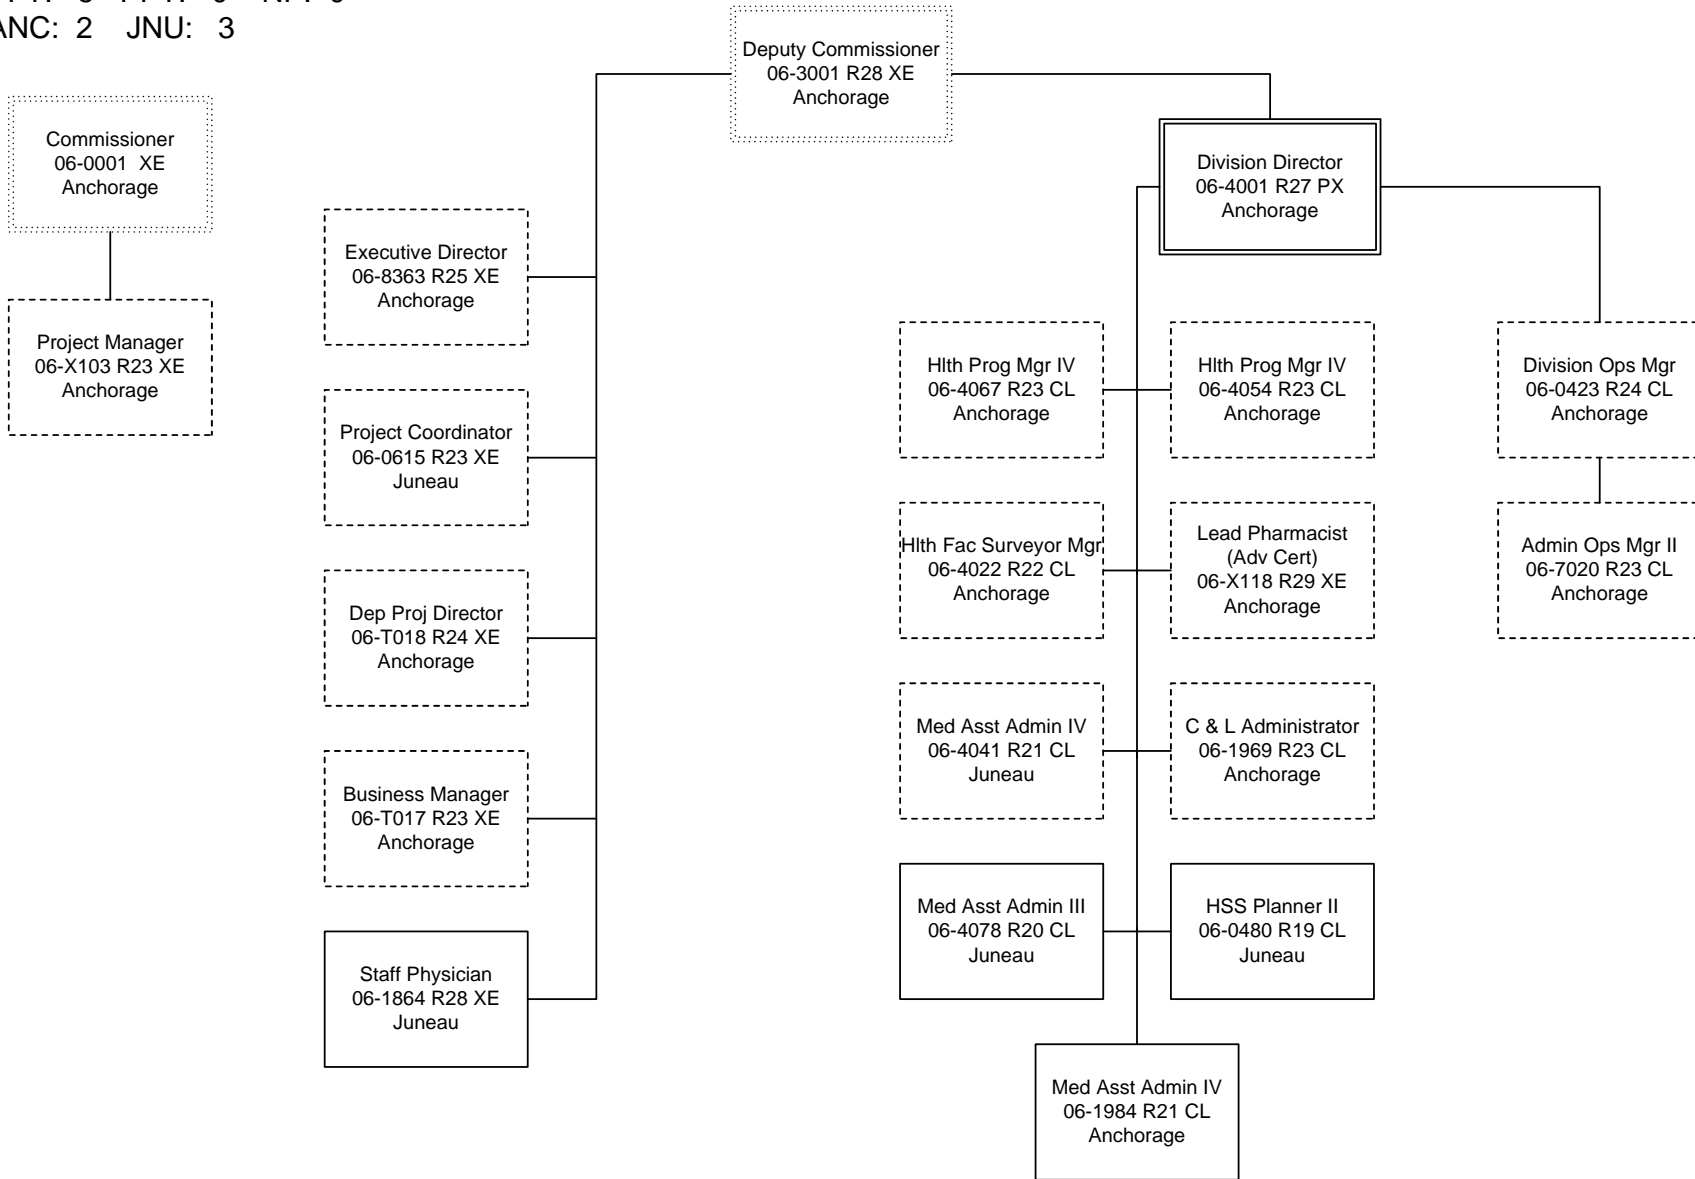 ANC: 2 JNU: 3
Deputy Commissioner
06-3001 R28 XE
Anchorage
Commissioner
06-0001 XE
Anchorage
Project Manager
06-X103 R23 XE
Anchorage
Division Director
06-4001 R27 PX
Anchorage
Executive Director
06-8363 R25 XE
Anchorage
Project Coordinator
06-0615 R23 XE
Juneau
Dep Proj Director
06-T018 R24 XE
Anchorage
Business Manager
06-T017 R23 XE
Anchorage
Staff Physician
06-1864 R28 XE
Juneau
Hlth Prog Mgr IV
06-4067 R23 CL
Anchorage
Hlth Prog Mgr IV
06-4054 R23 CL
Anchorage
Division Ops Mgr
06-0423 R24 CL
Anchorage
Hlth Fac Surveyor Mgr
06-4022 R22 CL
Anchorage
Lead Pharmacist
(Adv Cert)
06-X118 R29 XE
Anchorage
Admin Ops Mgr II
06-7020 R23 CL
Anchorage
Med Asst Admin IV
06-4041 R21 CL
Juneau
C & L Administrator
06-1969 R23 CL
Anchorage
Med Asst Admin III
06-4078 R20 CL
Juneau
HSS Planner II
06-0480 R19 CL
Juneau
Med Asst Admin IV
06-1984 R21 CL
Anchorage